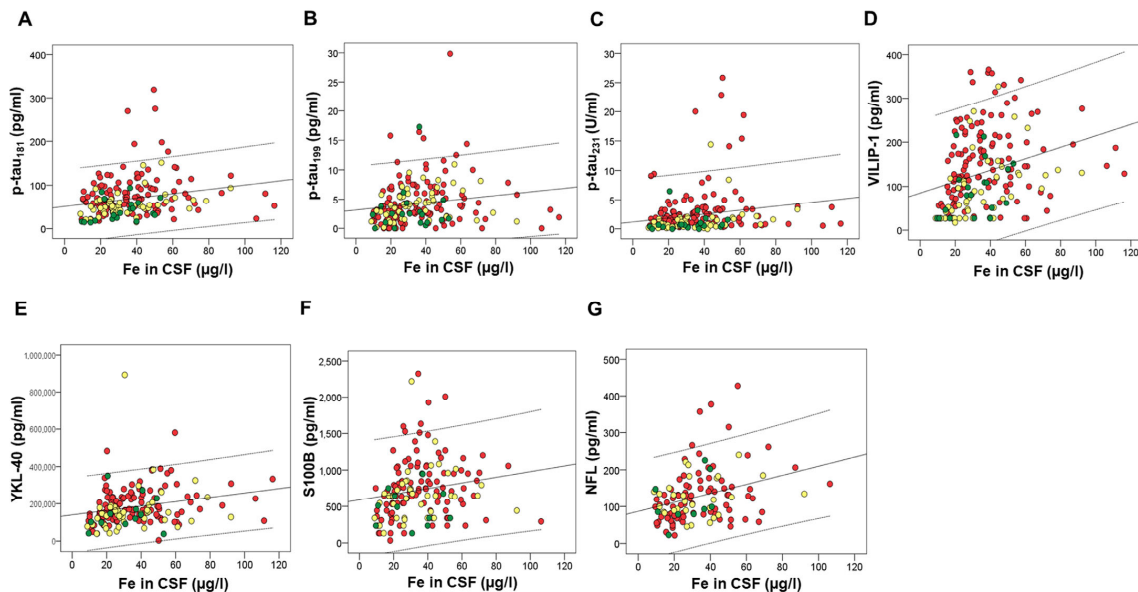 A
p-tau181 (pg/ml)
400
300
200
100
0
0 20 40 60 80 100 120
Fe in CSF (µg/l)
B
p-tau199 (pg/ml)
30
25
20
15
10
5
0
0 20 40 60 80 100 120
Fe in CSF (µg/l)
C
p-tau231 (U/ml)
30
25
20
15
10
5
0
0 20 40 60 80 100 120
Fe in CSF (µg/l)
D
VILIP-1 (pg/ml)
400
300
200
100
0
0 20 40 60 80 100 120
Fe in CSF (µg/l)
E
YKL-40 (pg/ml)
1,000,000
800,000
600,000
400,000
200,000
0
0 20 40 60 80 100 120
Fe in CSF (µg/l)
F
S100B (pg/ml)
2,500
2,000
1,500
1,000
500
0
0 20 40 60 80 100 120
Fe in CSF (µg/l)
G
NFL (pg/ml)
500
400
300
200
100
0
0 20 40 60 80 100 120
Fe in CSF (µg/l)